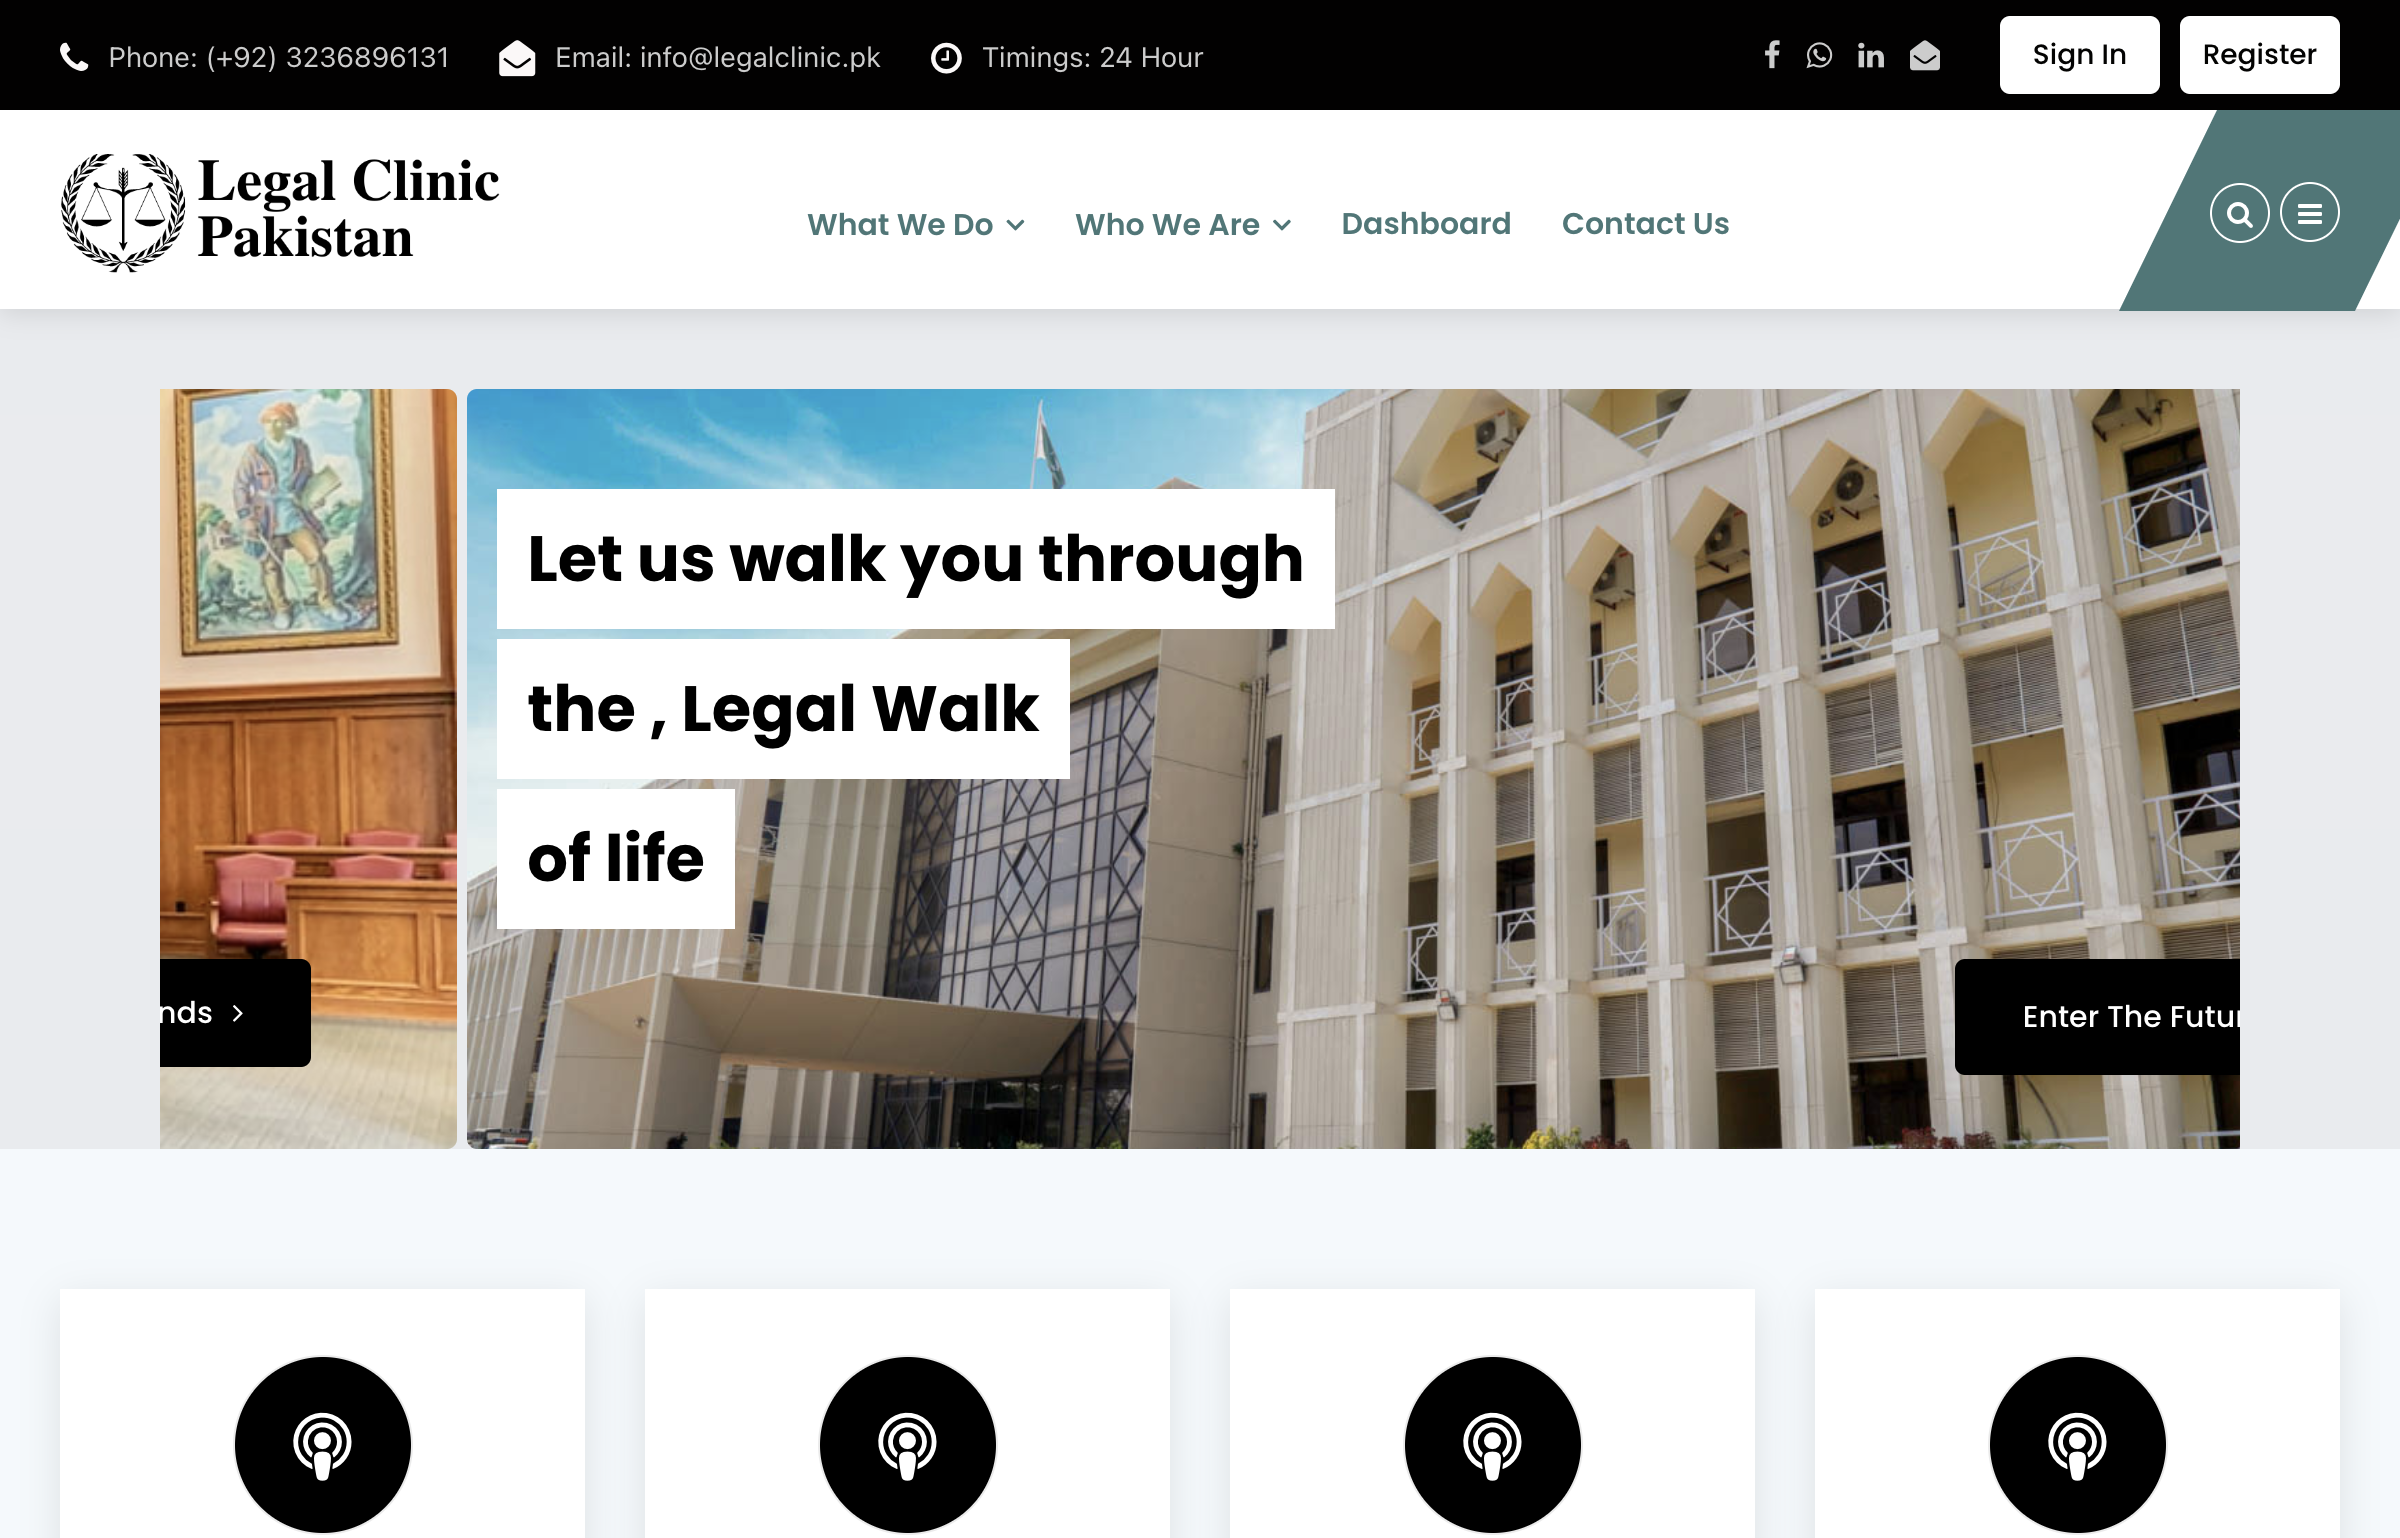 Phone: (+92) 3236896131
Email: info@legalclinic.pk
Timings: 24 Hour
Sign In
Register
Legal Clinic
Pakistan
What We Do
Who We Are
Dashboard
Contact Us
Let us walk you through
the , Legal Walk
of life
nds
Enter The Futur